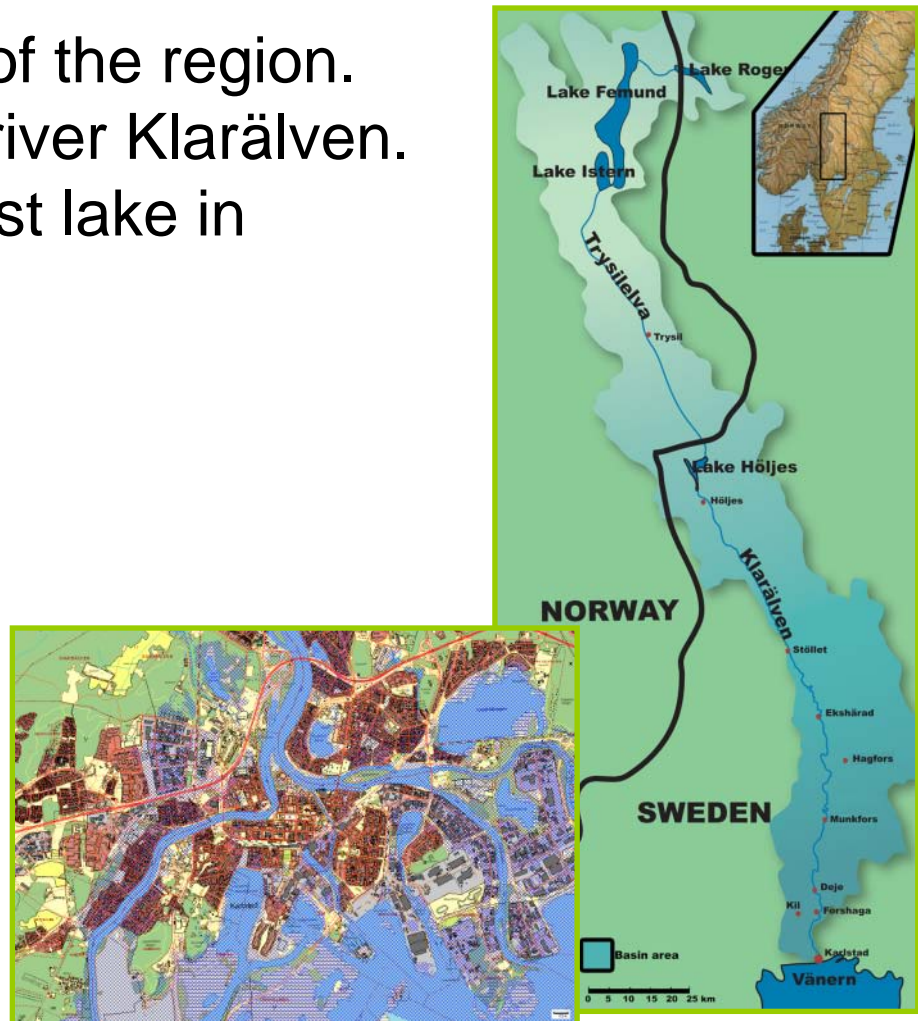 of the region.
river Klarälven.
st lake in
Lake Roge
Lake Femund
NORWAY
Lake Istern
Trysilelva
Trysil
Lake Höljes
Höljes
Klarälven
NORWAY
Stöllet
Ekshärad
Hagfors
SWEDEN
Munkfors
Deje
Kil
Forshaga
Karlstad
Basin area
Vänern
0 5 10 15 20 25 km
Karlstad